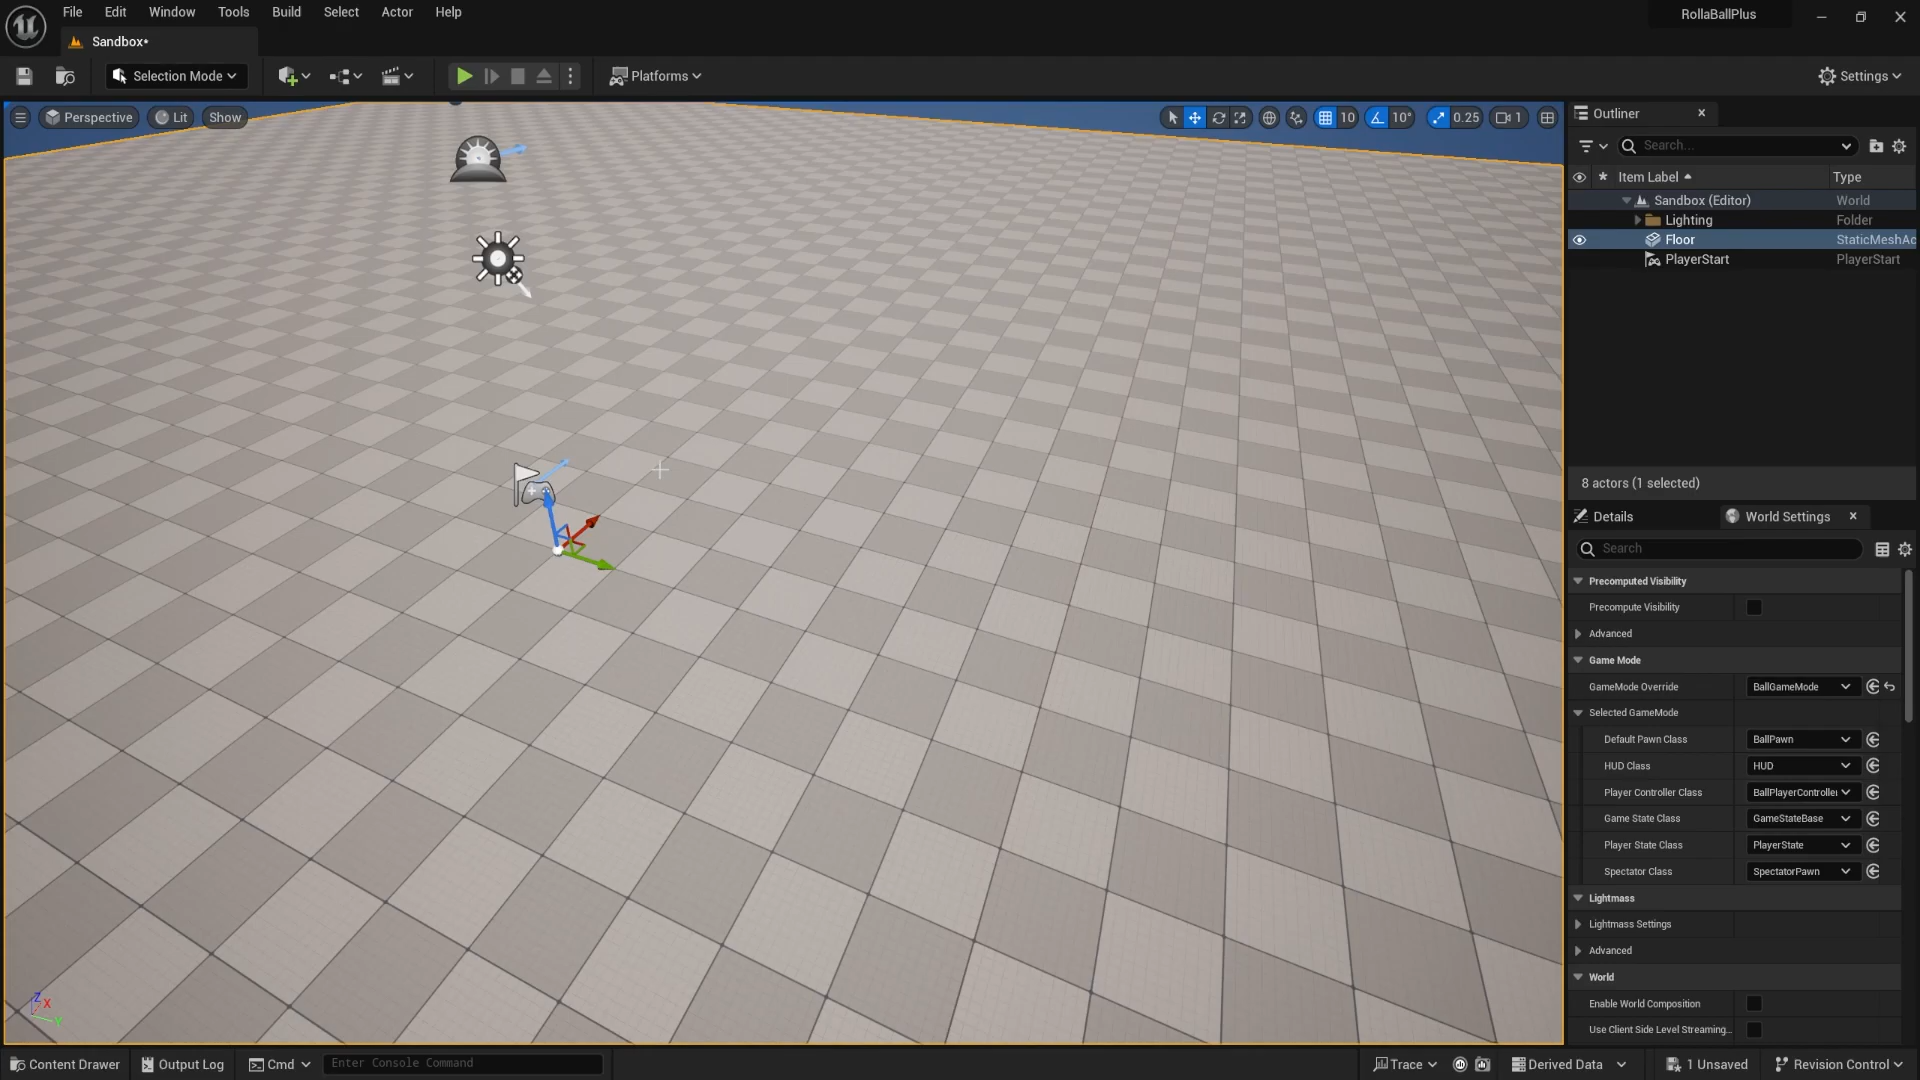 File Edit Window Tools Build Select Actor Help
RollaBallPlus
Sandbox•
Selection Mode
Platforms
Settings
Perspective Lit Show
10 10° 0.25 1
Outliner
Search...
Item Label Type
Sandbox (Editor) World
Lighting Folder
Floor StaticMeshAc
PlayerStart PlayerStart
8 actors (1 selected)
Details World Settings
Search
Precomputed Visibility
Precompute Visibility
Advanced
Game Mode
GameMode Override BallGameMode
Selected GameMode
Default Pawn Class BallPawn
HUD Class HUD
Player Controller Class BallPlayerController
Game State Class GameStateBase
Player State Class PlayerState
Spectator Class SpectatorPawn
Lightmass
Lightmass Settings
Advanced
World
Enable World Composition
Use Client Side Level Streaming...
Z X Y
Content Drawer Output Log Cmd Enter Console Command
Trace Derived Data 1 Unsaved Revision Control